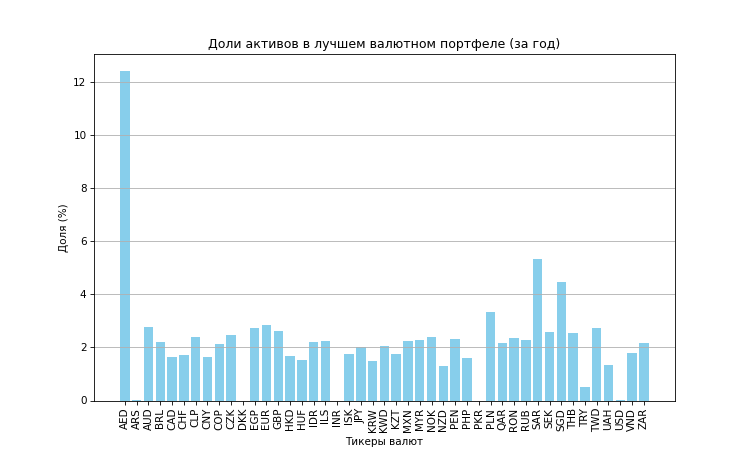 Доли активов в лучшем валютном портфеле (за год)
Доля (%)
12
10
8
6
4
2
0
AED ARS AUD BRL CAD CHF CLP CNY COP CZK DKK EGP EUR GBP HKD HUF IDR ILS INR ISK JPY KRW KWD KZT MXN MYR NOK NZD PEN PHP PKR PLN QAR RON RUB SAR SEK SGD THB TRY TWD UAH USD VND ZAR
Тикеры валют